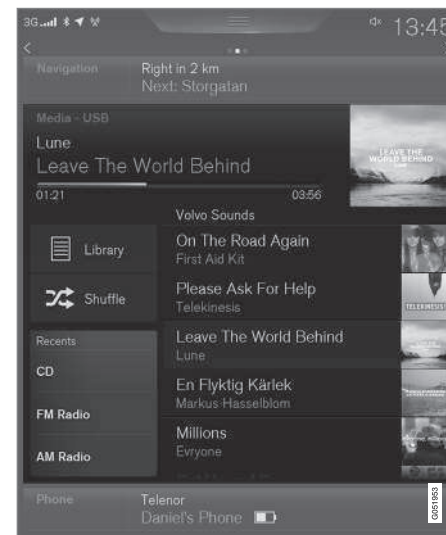 3G
13:45
Navigation
Right in 2 km
Next: Storgatan
Media - USB
Lune
Leave The World Behind
LEAVE THE
WORLD BEHIND
LUNE
01:21
03:56
Volvo Sounds
Library
Shuffle
On The Road Again
First Aid Kit
Please Ask For Help
Telekinesis
TELEKINESIS!
Leave The World Behind
Lune
En Flyktig Kärlek
Markus Hasselblom
Millions
Evryone
Recents
CD
FM Radio
AM Radio
Phone
Telenor
Daniel's Phone
G051953